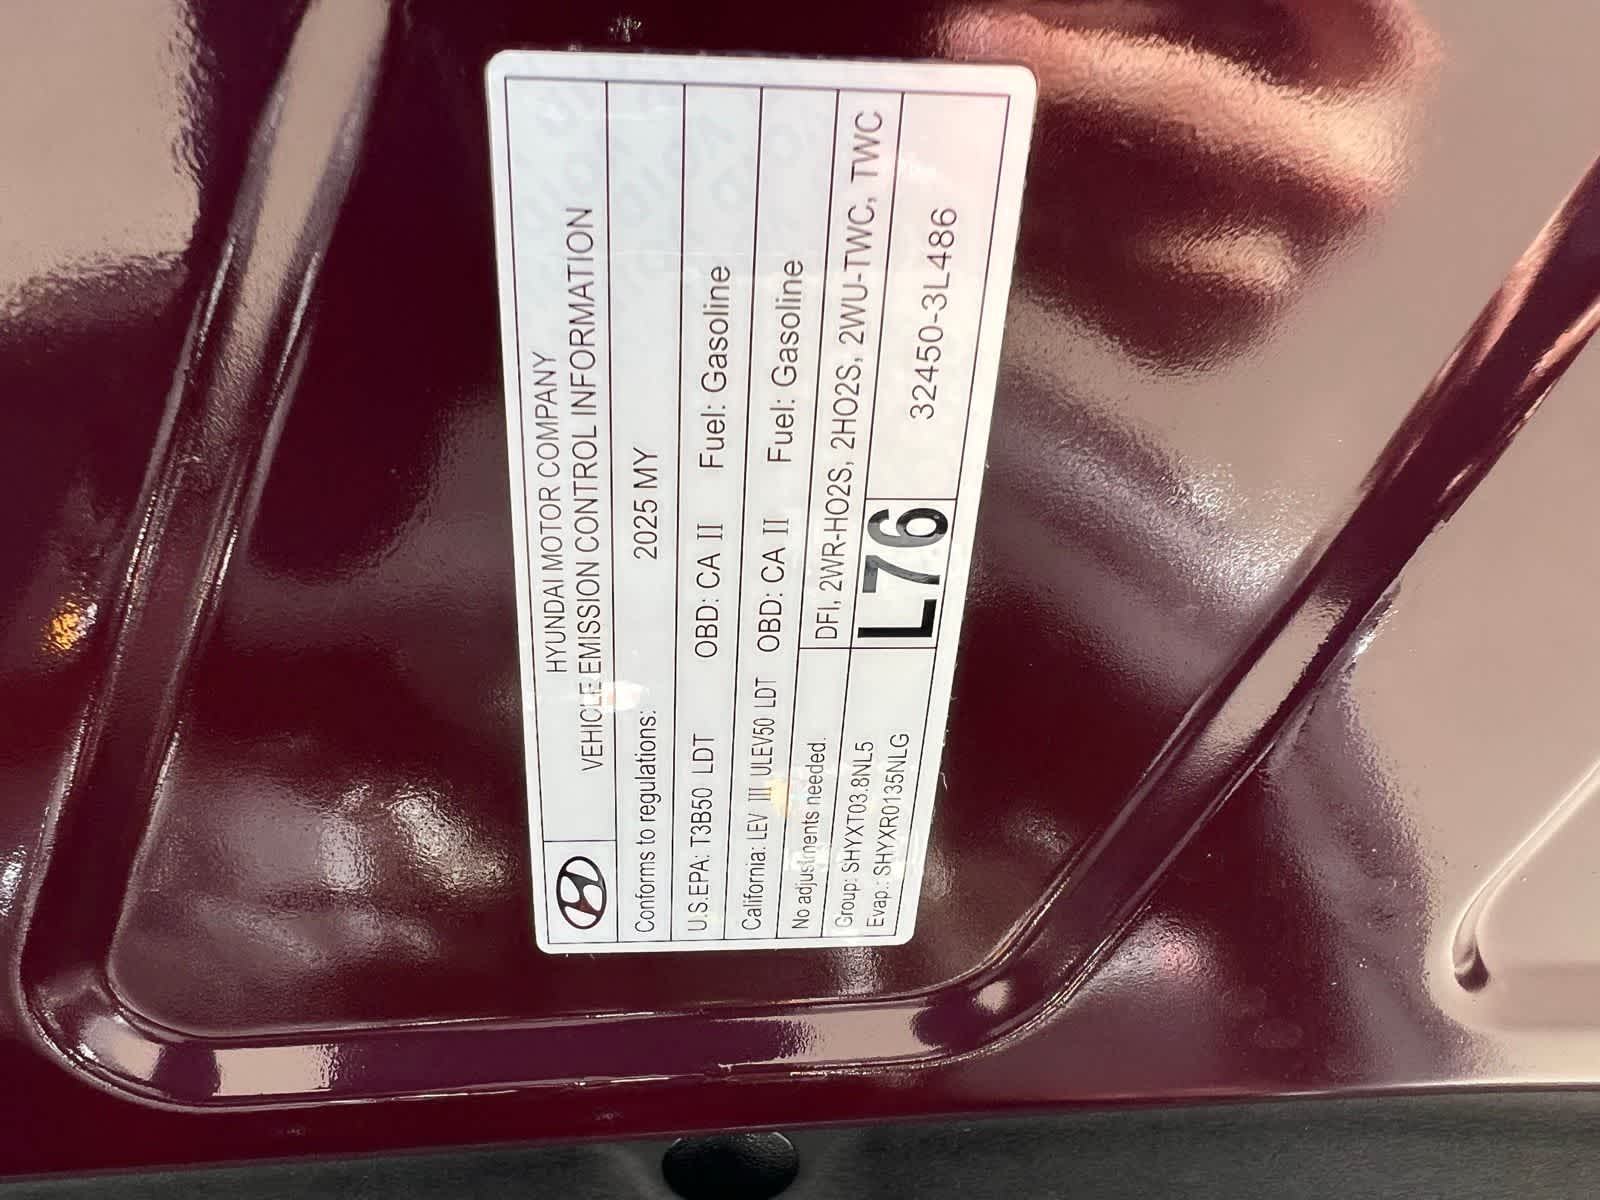 HYUNDAI MOTOR COMPANY
VEHICLE EMISSION CONTROL INFORMATION
Conforms to regulations: 2025 MY
U.S.EPA: T3B50 LDT OBD: CA II Fuel: Gasoline
California: LEV III ULEV50 LDT OBD: CA II Fuel: Gasoline
No adjustments needed. DFI, 2WR-HO2S, 2HO2S, 2WU-TWC, TWC
Group: SHYXT03.8NL5
Evap.: SHYXR0135NLG
L76
32450-3L486